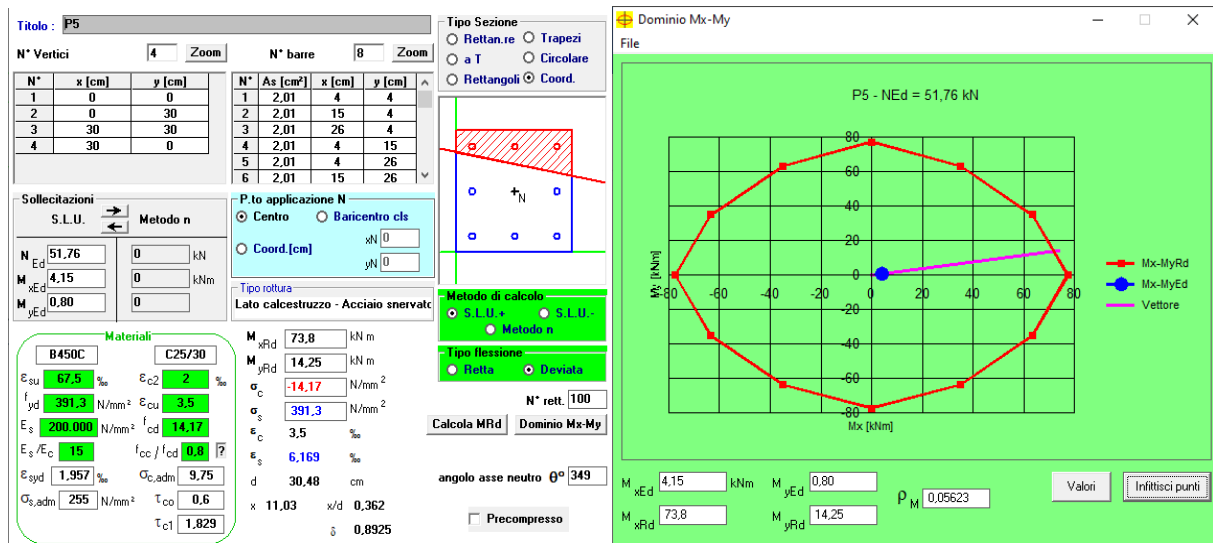 Titolo : P5
N° Vertici 4 Zoom N° barre 8 Zoom
N° x [cm] y [cm]
1 0 0
2 0 30
3 30 30
4 30 0
N° As [cm²] x [cm] y [cm]
1 2,01 4 4
2 2,01 15 4
3 2,01 26 4
4 2,01 4 15
5 2,01 4 26
6 2,01 15 26
Tipo Sezione
Rettan.re Trapezi
a T Circolare
Rettangoli Coord.
N
Sollecitazioni
S.L.U. Metodo n
N Ed 51,76 0 kN
M xEd 4,15 0 kNm
M yEd 0,80 0
P.to applicazione N
Centro Baricentro cls
Coord.[cm] xN 0
yN 0
Tipo rottura
Lato calcestruzzo - Acciaio snervato
Metodo di calcolo
S.L.U.+ S.L.U.-
Metodo n
Tipo flessione
Retta Deviata
N° rett. 100
Calcola MRd Dominio Mx-My
angolo asse neutro θ° 349
Precompresso
Materiali
B450C C25/30
εsu 67,5 ‰ εc2 2 ‰
fyd 391,3 N/mm² εcu 3,5
Es 200.000 N/mm² fcd 14,17
Es/Ec 15 fcc / fcd 0,8 ?
εsyd 1,957 ‰ σc,adm 9,75
σs,adm 255 N/mm² τco 0,6
τc1 1,829
M xRd 73,8 kN m
M yRd 14,25 kN m
σc -14,17 N/mm²
σs 391,3 N/mm²
εc 3,5 ‰
εs 6,169 ‰
d 30,48 cm
x 11,03 x/d 0,362
δ 0,8925
Dominio Mx-My
File
P5 - NEd = 51,76 kN
80
60
40
20
0
-20
-40
-60
-80
-80 -60 -40 -20 0 20 40 60 80
My [kNm]
Mx [kNm]
Mx-MyRd
Mx-MyEd
Vettore
M xEd 4,15 kNm M yEd 0,80
M xRd 73,8 M yRd 14,25
ρ M 0,05623
Valori Infittisci punti